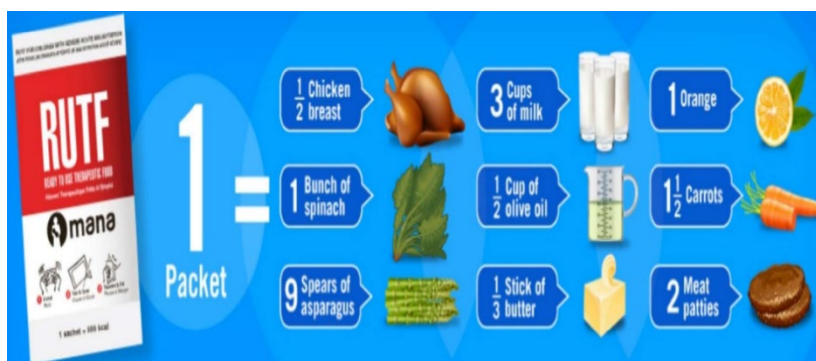 RUTF
READY TO USE THERAPEUTIC FOOD
mana
1 sachet = 500 kcal
1
Packet
=
1/2 Chicken
breast
3 Cups
of milk
1 Orange
1 Bunch of
spinach
1/2 Cup of
olive oil
1 1/2 Carrots
9 Spears of
asparagus
1/3 Stick of
butter
2 Meat
patties